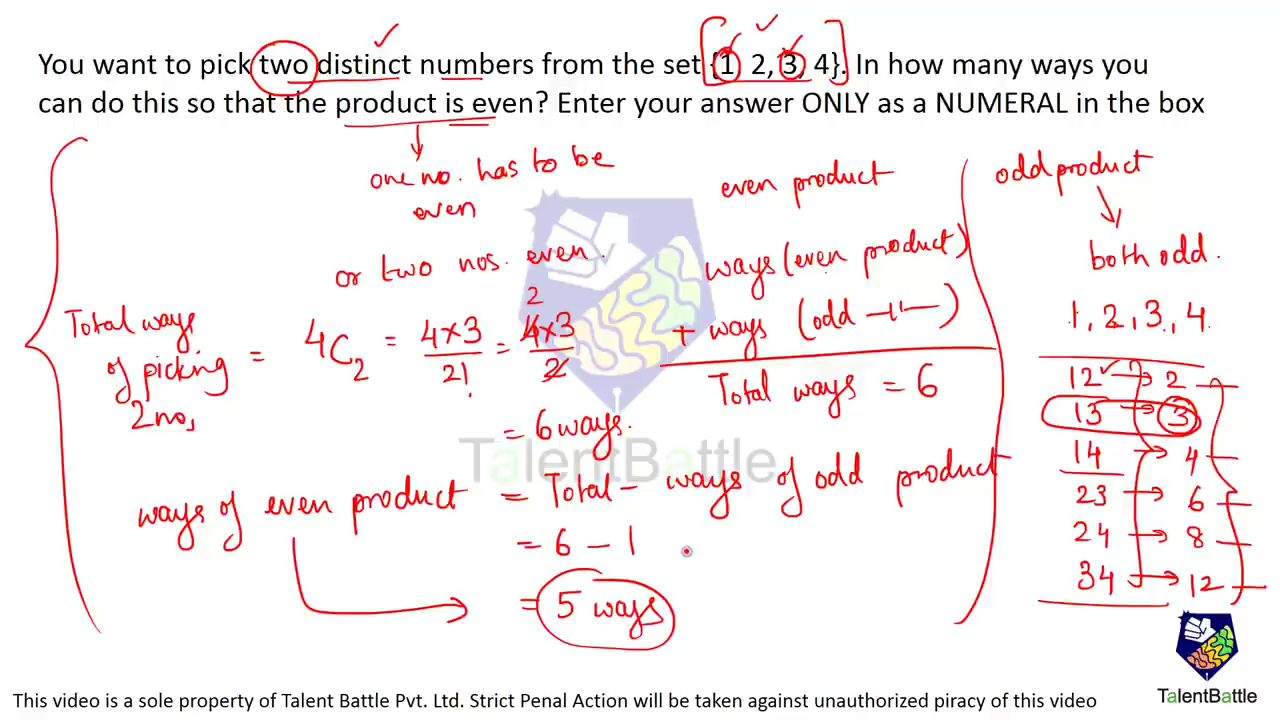 You want to pick two distinct numbers from the set {1 2, 3, 4}. In how many ways you
can do this so that the product is even? Enter your answer ONLY as a NUMERAL in the box
one no. has to be
even
or two nos. even.
Total ways
of picking
2 no,
= 4C2 = 4×3 / 2! = 4×3 / 2
2
= 6 ways.
even product
ways (even product)
+ ways (odd —11—)
Total ways = 6
ways of even product = Total - ways of odd product
= 6 - 1
= 5 ways
odd product
both odd.
1, 2, 3, 4.
12 → 2
13 → 3
14 → 4
23 → 6
24 → 8
34 → 12
TalentBattle
TalentBattle
This video is a sole property of Talent Battle Pvt. Ltd. Strict Penal Action will be taken against unauthorized piracy of this video